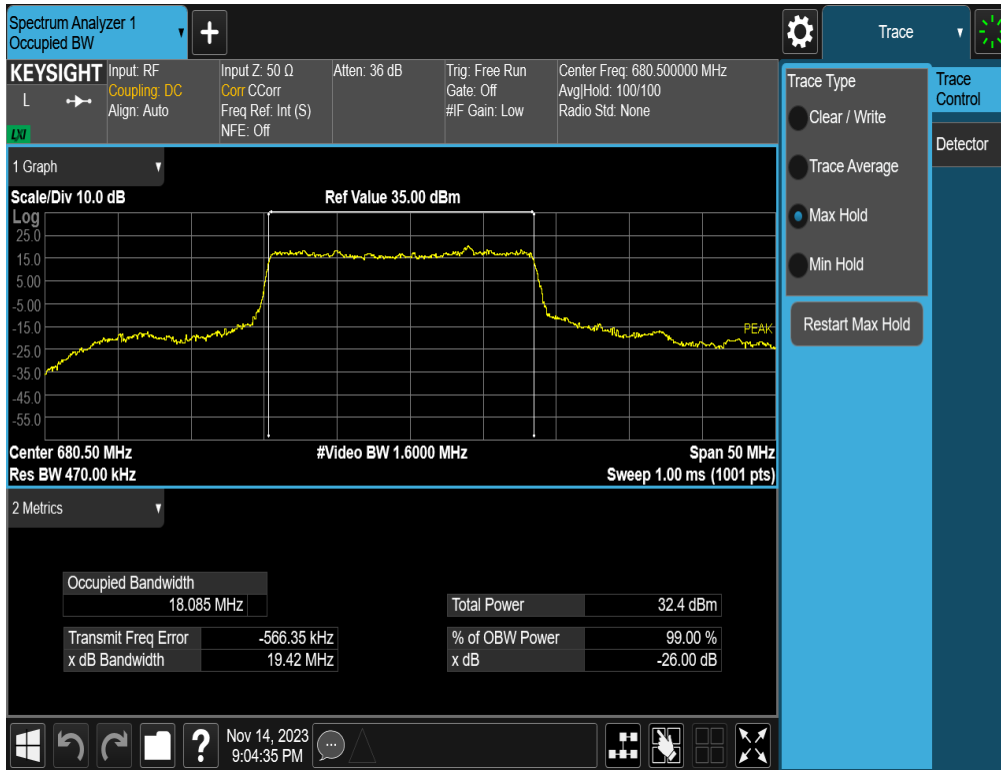 Spectrum Analyzer 1
Occupied BW
+
Trace
KEYSIGHT
L
LXI
Input: RF
Coupling: DC
Align: Auto
Input Z: 50 Ω
Corr CCorr
Freq Ref: Int (S)
NFE: Off
Atten: 36 dB
Trig: Free Run
Gate: Off
#IF Gain: Low
Center Freq: 680.500000 MHz
Avg|Hold: 100/100
Radio Std: None
Trace Type
Clear / Write
Trace Average
Max Hold
Min Hold
Restart Max Hold
Trace
Control
Detector
1 Graph
Scale/Div 10.0 dB
Ref Value 35.00 dBm
Log
25.0
15.0
5.00
-5.00
-15.0
-25.0
-35.0
-45.0
-55.0
PEAK
Center 680.50 MHz
#Video BW 1.6000 MHz
Span 50 MHz
Res BW 470.00 kHz
Sweep 1.00 ms (1001 pts)
2 Metrics
Occupied Bandwidth
18.085 MHz
Total Power 32.4 dBm
Transmit Freq Error -566.35 kHz
% of OBW Power 99.00 %
x dB Bandwidth 19.42 MHz
x dB -26.00 dB
?
Nov 14, 2023
9:04:35 PM